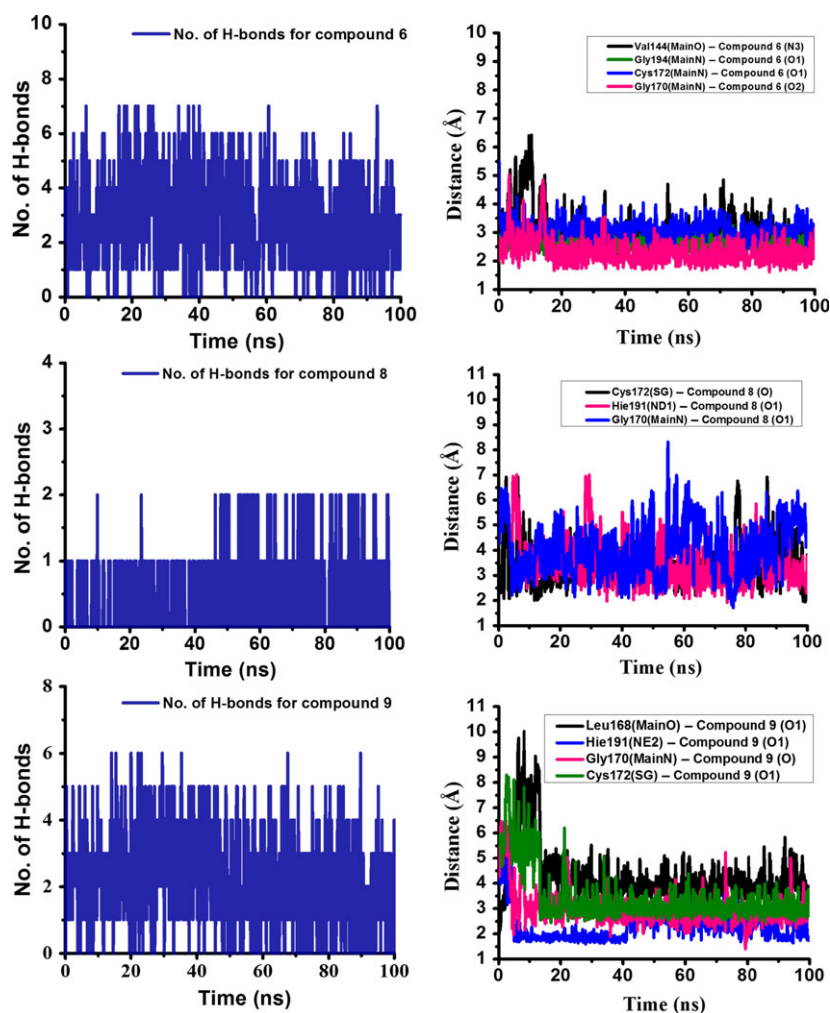 No. of H-bonds for compound 6
No. of H-bonds
10
8
6
4
2
0
0 20 40 60 80 100
Time (ns)
Val144(MainO) – Compound 6 (N3)
Gly194(MainN) – Compound 6 (O1)
Cys172(MainN) – Compound 6 (O1)
Gly170(MainN) – Compound 6 (O2)
Distance (Å)
10
9
8
7
6
5
4
3
2
1
0 20 40 60 80 100
Time (ns)
No. of H-bonds for compound 8
No. of H-bonds
4
3
2
1
0
0 20 40 60 80 100
Time (ns)
Cys172(SG) – Compound 8 (O)
Hie191(ND1) – Compound 8 (O1)
Gly170(MainN) – Compound 8 (O1)
Distance (Å)
11
10
9
8
7
6
5
4
3
2
1
0 20 40 60 80 100
Time (ns)
No. of H-bonds for compound 9
No. of H-bonds
8
6
4
2
0
0 20 40 60 80 100
Time (ns)
Leu168(MainO) – Compound 9 (O1)
Hie191(NE2) – Compound 9 (O1)
Gly170(MainN) – Compound 9 (O)
Cys172(SG) – Compound 9 (O1)
Distance (Å)
11
10
9
8
7
6
5
4
3
2
1
0 20 40 60 80 100
Time (ns)